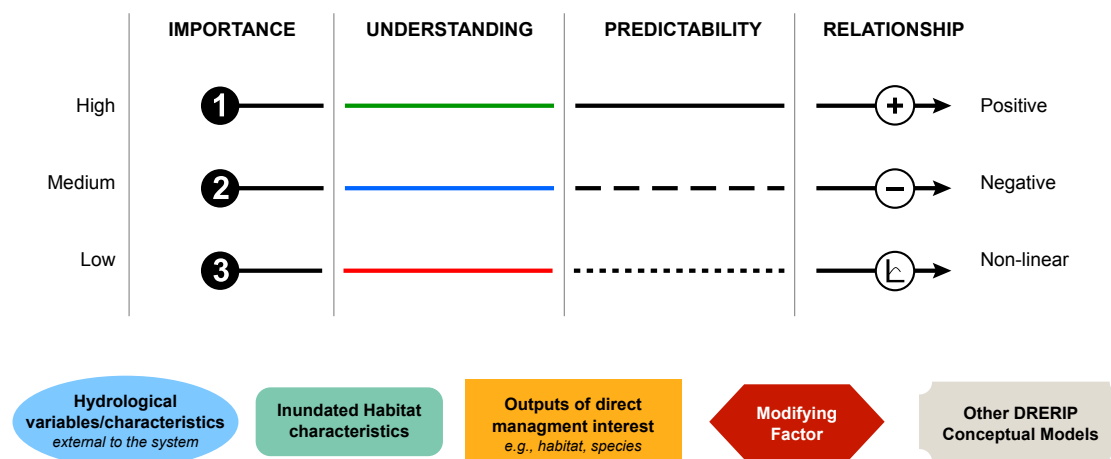 IMPORTANCE UNDERSTANDING PREDICTABILITY RELATIONSHIP
High 1 + Positive
Medium 2 − Negative
Low 3 Non-linear
Hydrological
variables/characteristics
external to the system
Inundated Habitat
characteristics
Outputs of direct
managment interest
e.g., habitat, species
Modifying
Factor
Other DRERIP
Conceptual Models